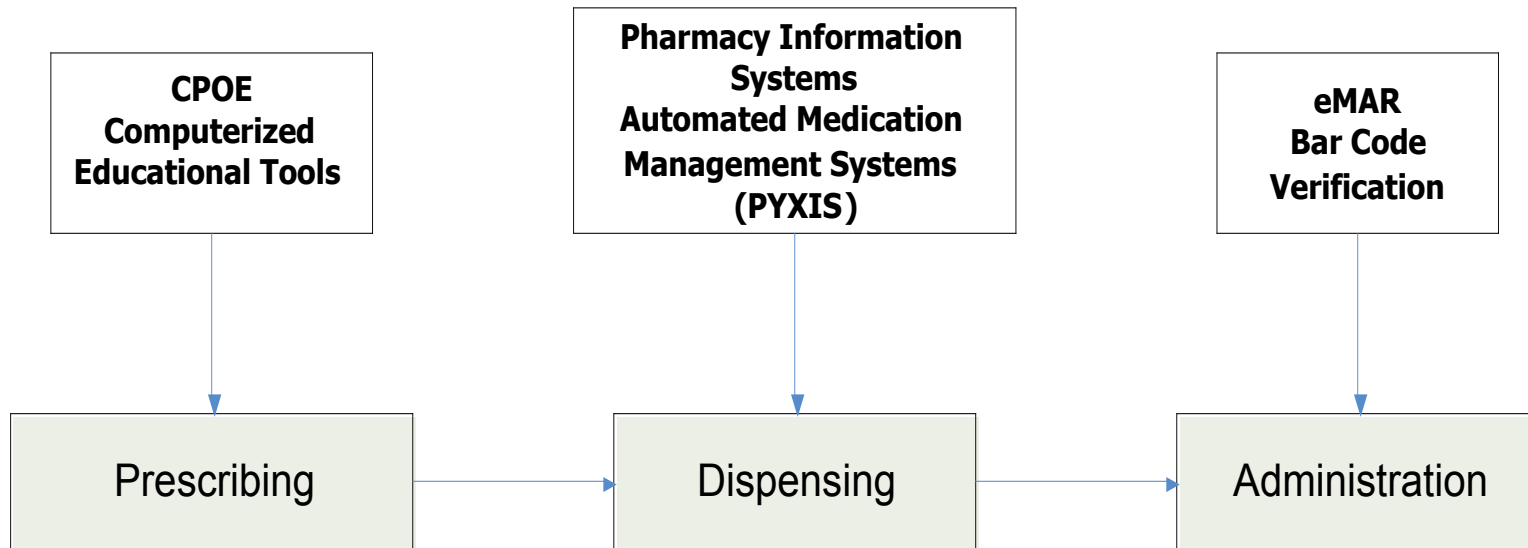 CPOE
Computerized
Educational Tools
Pharmacy Information
Systems
Automated Medication
Management Systems
(PYXIS)
eMAR
Bar Code
Verification
Prescribing
Dispensing
Administration